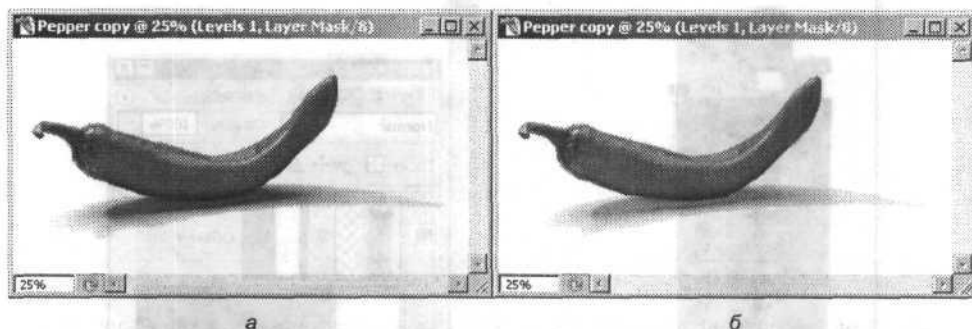 Pepper copy @ 25% (Levels 1, Layer Mask/8)
Pepper copy @ 25% (Levels 1, Layer Mask/8)
25%
25%
а
б